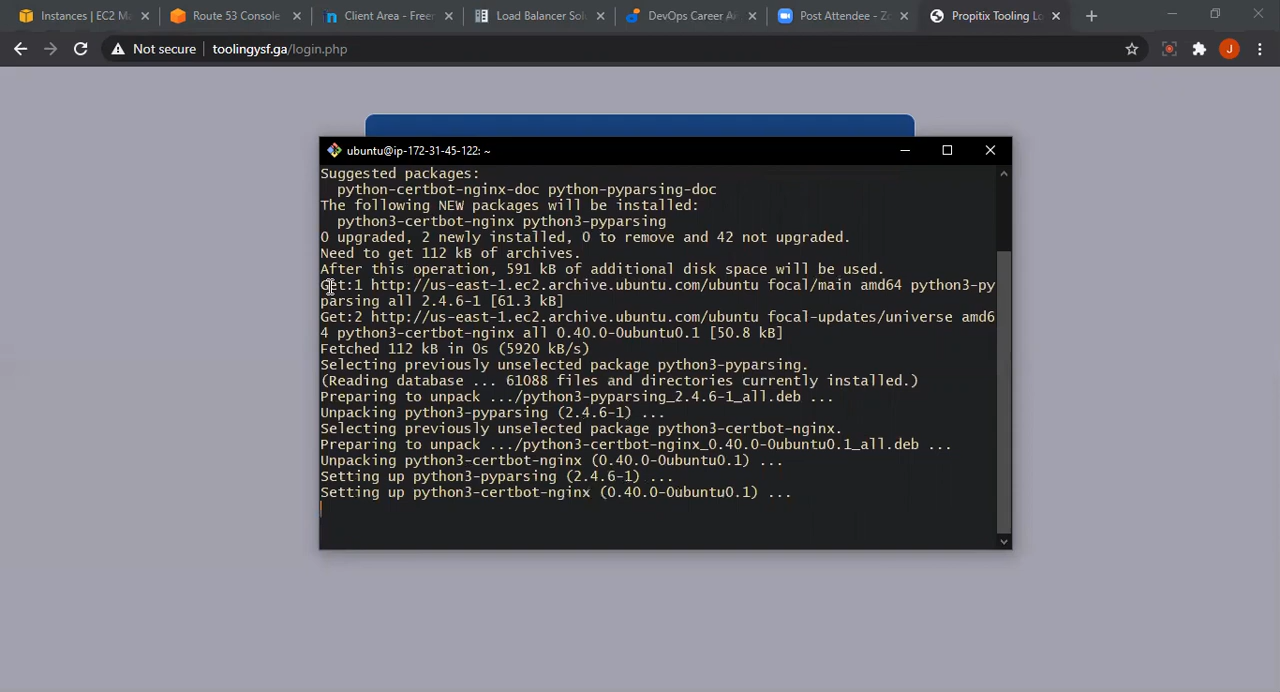 Instances | EC2 Ma
Route 53 Console
Client Area - Freen
Load Balancer Solu
DevOps Career Ac
Post Attendee - Zo
Propitix Tooling Lo
Not secure
toolingysf.ga/login.php
J
ubuntu@ip-172-31-45-122: ~
Suggested packages:
python-certbot-nginx-doc python-pyparsing-doc
The following NEW packages will be installed:
python3-certbot-nginx python3-pyparsing
0 upgraded, 2 newly installed, 0 to remove and 42 not upgraded.
Need to get 112 kB of archives.
After this operation, 591 kB of additional disk space will be used.
Get:1 http://us-east-1.ec2.archive.ubuntu.com/ubuntu focal/main amd64 python3-py
parsing all 2.4.6-1 [61.3 kB]
Get:2 http://us-east-1.ec2.archive.ubuntu.com/ubuntu focal-updates/universe amd6
4 python3-certbot-nginx all 0.40.0-0ubuntu0.1 [50.8 kB]
Fetched 112 kB in 0s (5920 kB/s)
Selecting previously unselected package python3-pyparsing.
(Reading database ... 61088 files and directories currently installed.)
Preparing to unpack .../python3-pyparsing_2.4.6-1_all.deb ...
Unpacking python3-pyparsing (2.4.6-1) ...
Selecting previously unselected package python3-certbot-nginx.
Preparing to unpack .../python3-certbot-nginx_0.40.0-0ubuntu0.1_all.deb ...
Unpacking python3-certbot-nginx (0.40.0-0ubuntu0.1) ...
Setting up python3-pyparsing (2.4.6-1) ...
Setting up python3-certbot-nginx (0.40.0-0ubuntu0.1) ...